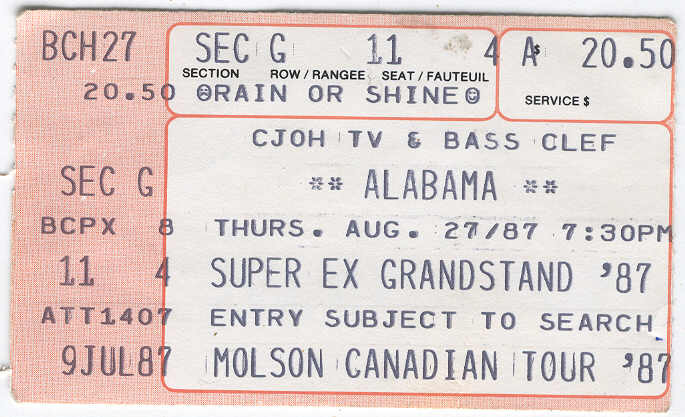 BCH27 SEC G 11 4 A$ 20.50
SECTION ROW / RANGEE SEAT / FAUTEUIL
20.50 ☺RAIN OR SHINE☺ SERVICE $
CJOH TV & BASS CLEF
SEC G ** ALABAMA **
BCPX 8 THURS. AUG. 27/87 7:30PM
11 4 SUPER EX GRANDSTAND '87
ATT1407 ENTRY SUBJECT TO SEARCH
9JUL87 MOLSON CANADIAN TOUR '87